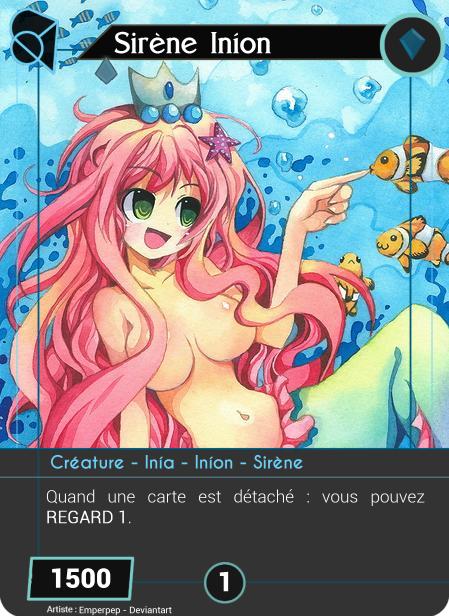 Sirène Iníon
Créature - Inía - Iníon - Sirène
Quand une carte est détaché : vous pouvez
REGARD 1.
1500
1
Artiste : Emperpep - Deviantart